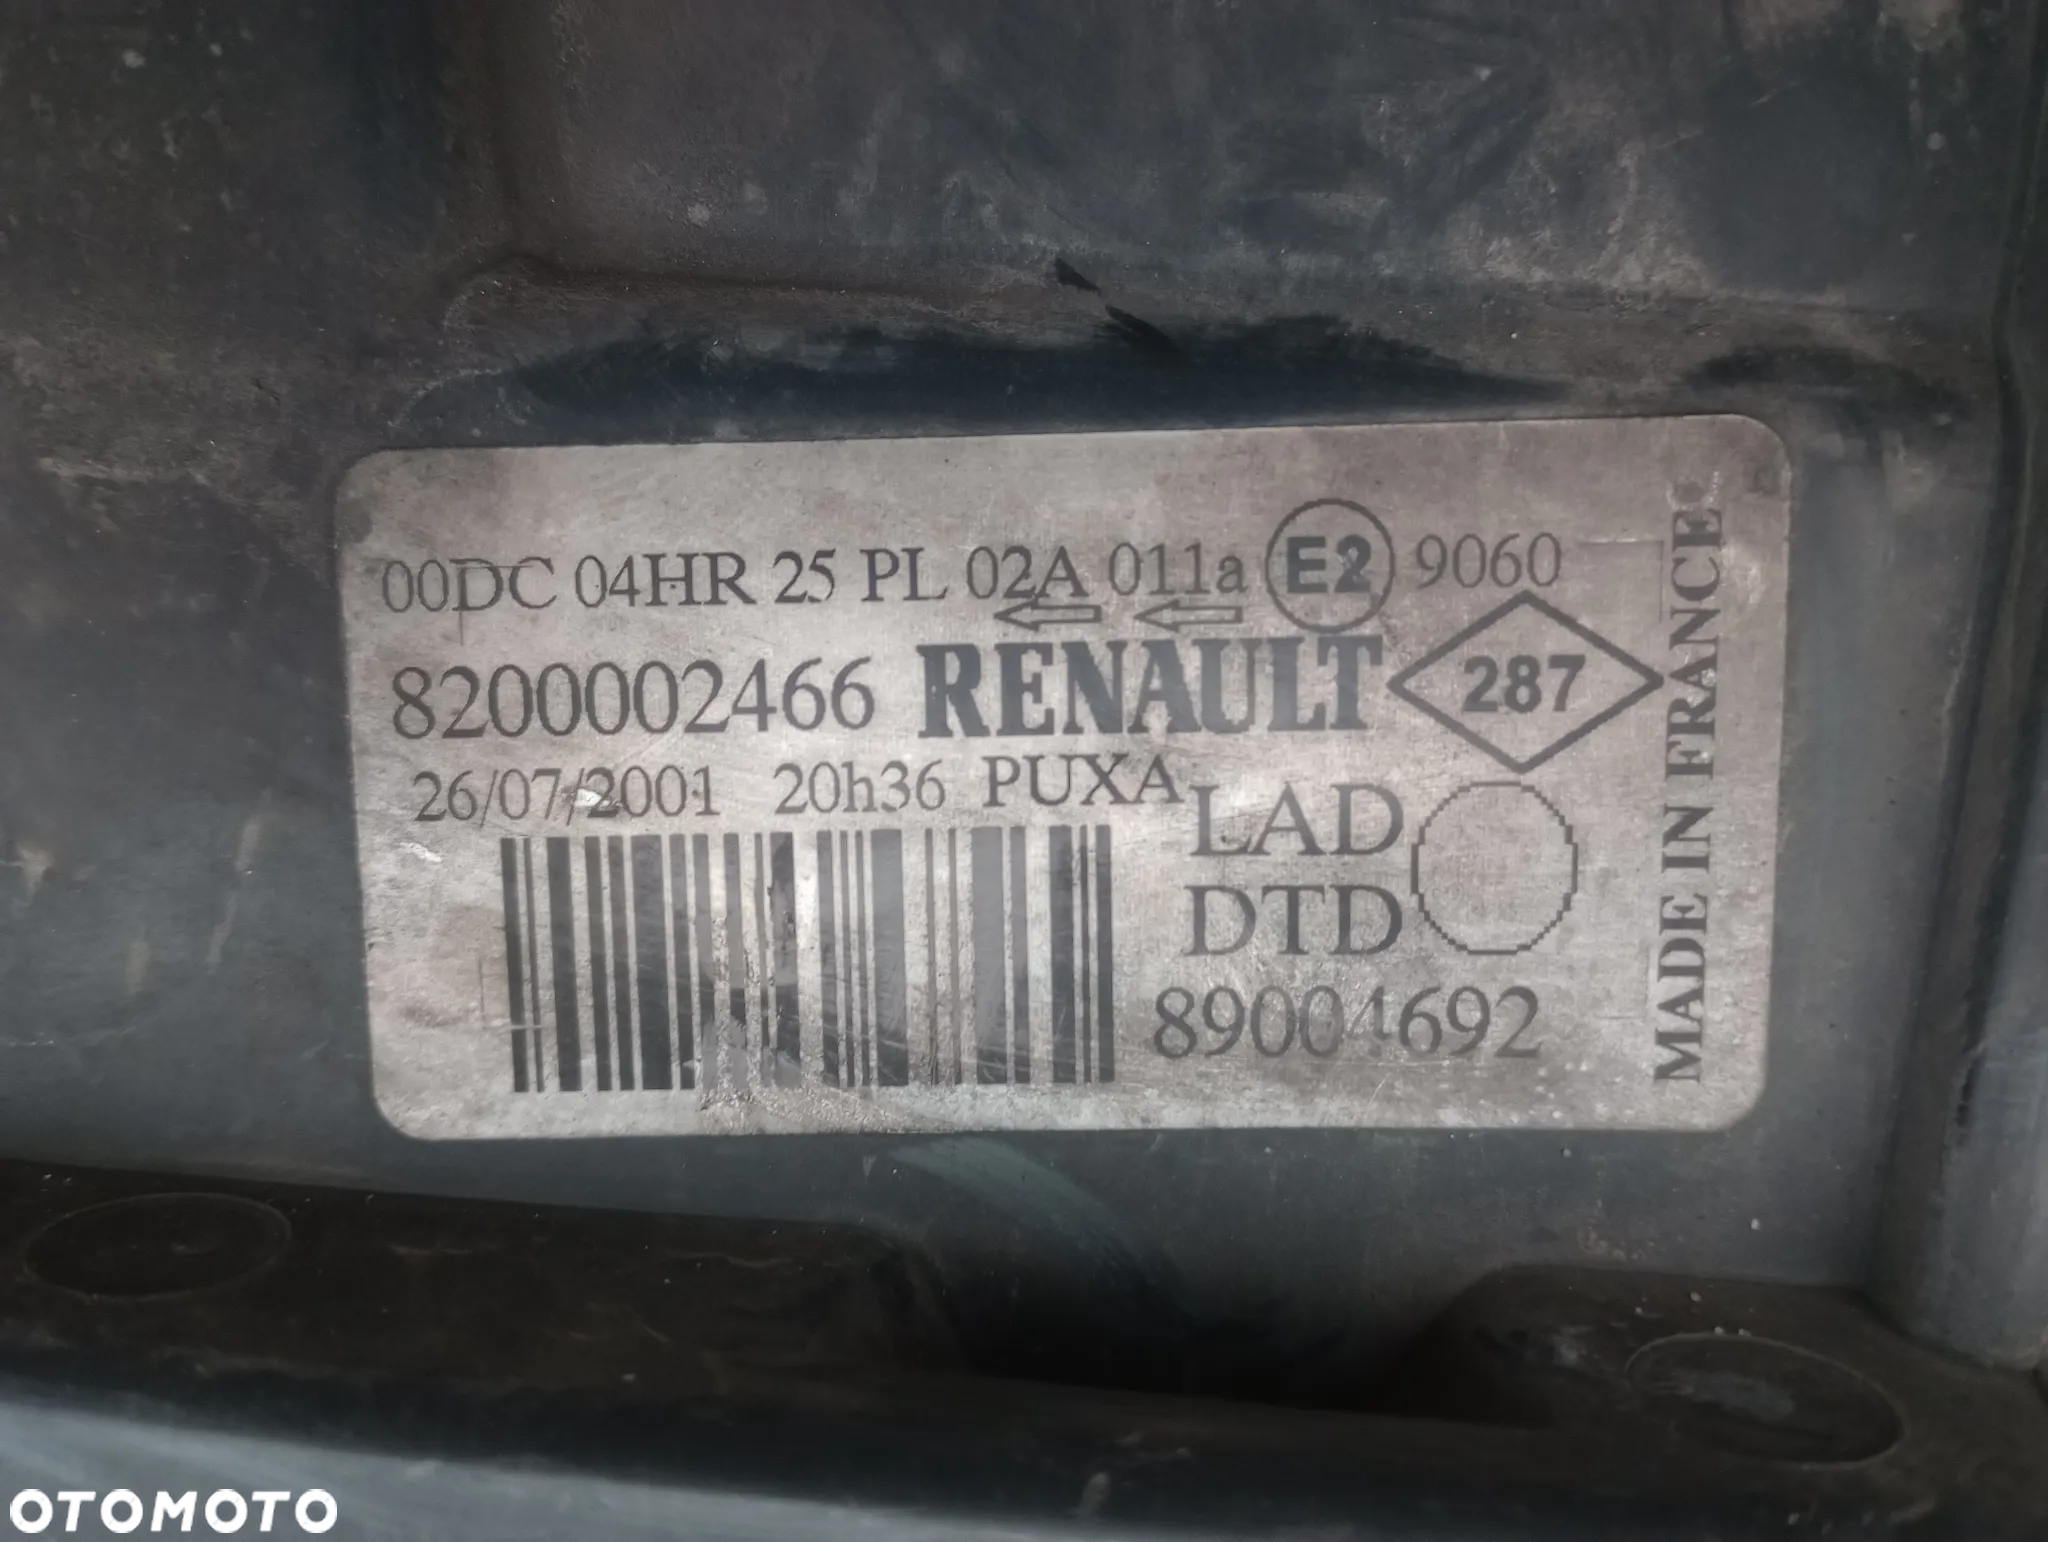 00DC 04HR 25 PL 02A 011a E2 9060
8200002466 RENAULT 287
26/07/2001 20h36 PUXA
LAD
DTD
89004692
MADE IN FRANCE
OTOMOTO